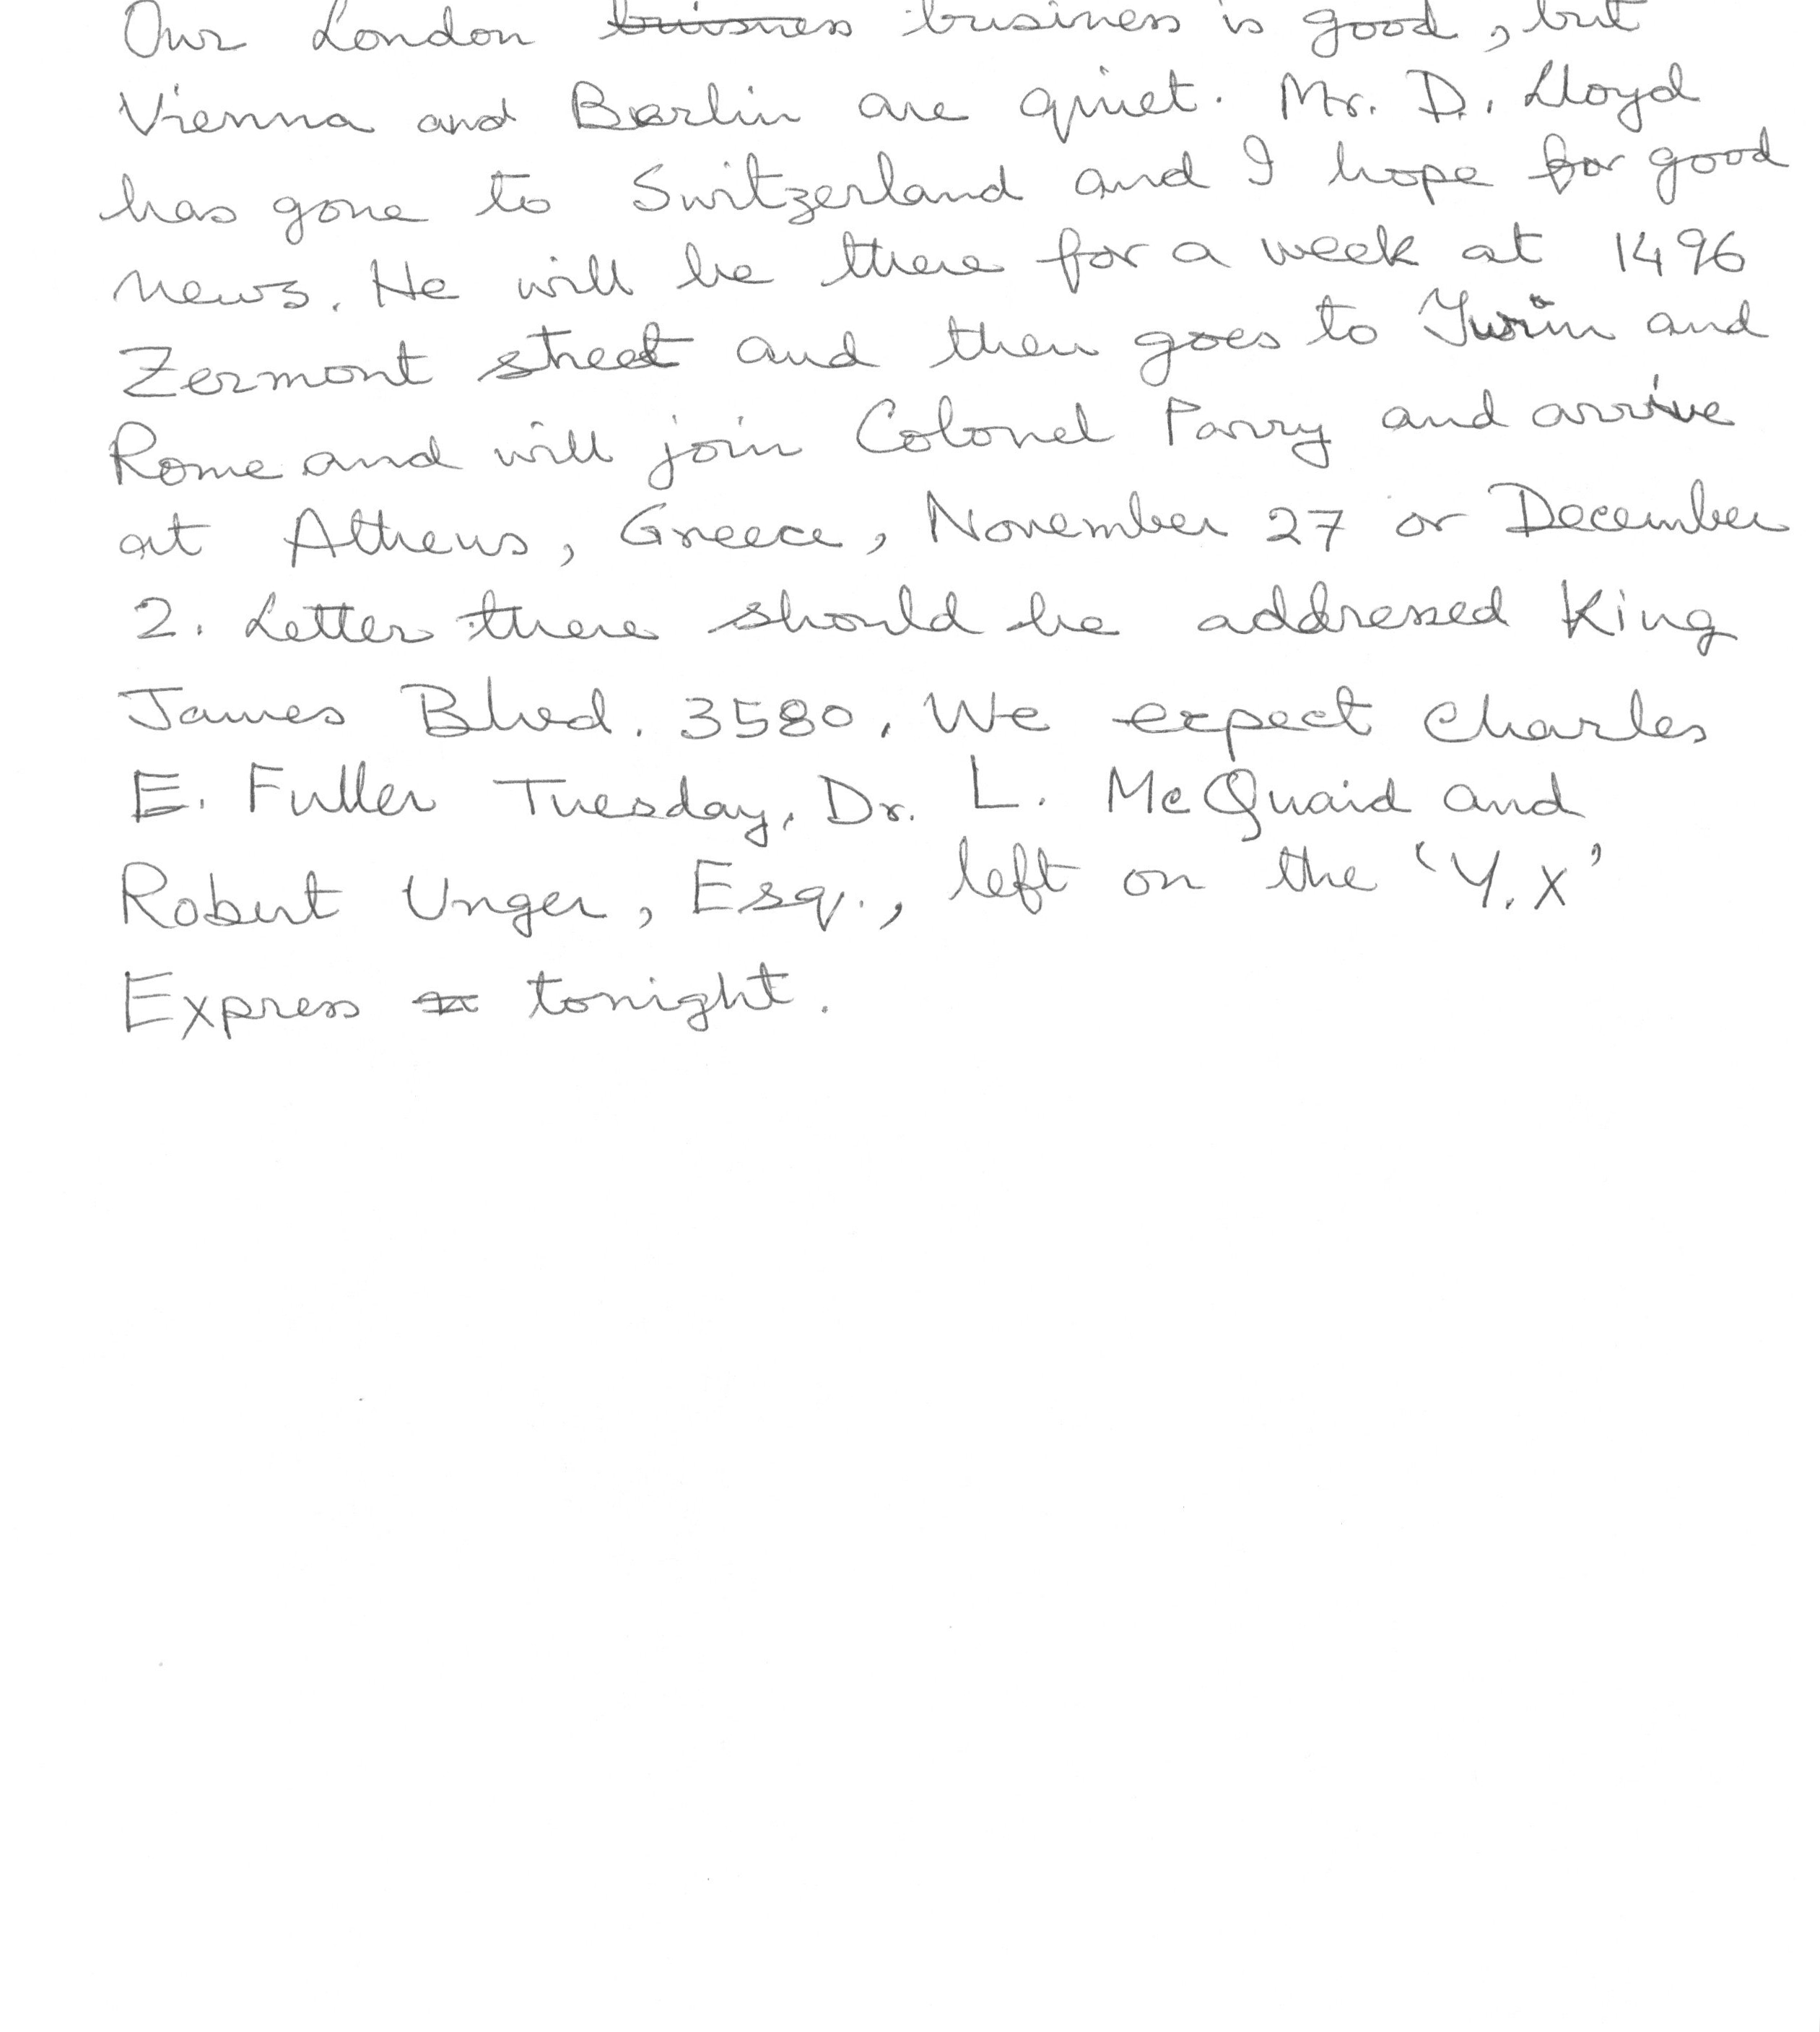 Our London business is good, but
Vienna and Berlin are quiet. Mr. D. Lloyd
has gone to Switzerland and I hope for good
news. He will be there for a week at 1496
Zermont street and then goes to Turin and
Rome and will join Colonel Parry and arrive
at Athens, Greece, November 27 or December
2. Letter there should be addressed King
James Blvd. 3580. We expect Charles
E. Fuller Tuesday. Dr. L. McQuaid and
Robert Unger, Esq., left on the 'Y.X'
Express tonight.